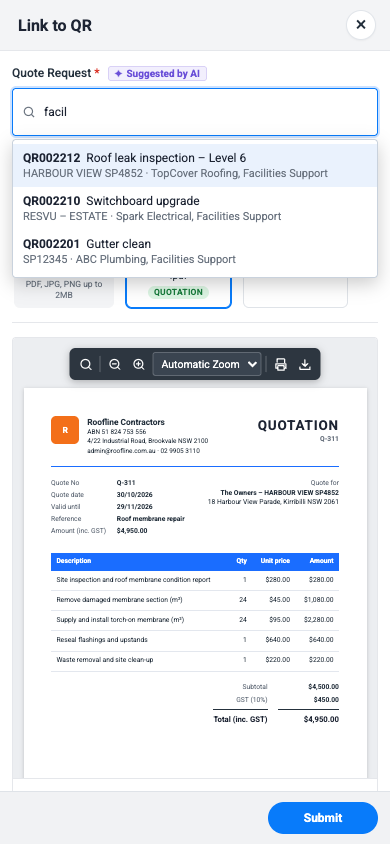 Link to QR
Quote Request *
Suggested by AI
facil
QR002212 Roof leak inspection – Level 6
HARBOUR VIEW SP4852 · TopCover Roofing, Facilities Support
QR002210 Switchboard upgrade
RESVU – ESTATE · Spark Electrical, Facilities Support
QR002201 Gutter clean
SP12345 · ABC Plumbing, Facilities Support
PDF, JPG, PNG up to
2MB
QUOTATION
Automatic Zoom
R
Roofline Contractors
ABN 51 824 753 556
4/22 Industrial Road, Brookvale NSW 2100
admin@roofline.com.au · 02 9905 3110
QUOTATION
Q-311
Quote No Q-311
Quote date 30/10/2026
Valid until 29/11/2026
Reference Roof membrane repair
Amount (inc. GST) $4,950.00
Quote for
The Owners – HARBOUR VIEW SP4852
18 Harbour View Parade, Kirribilli NSW 2061
Description Qty Unit price Amount
Site inspection and roof membrane condition report 1 $280.00 $280.00
Remove damaged membrane section (m²) 24 $45.00 $1,080.00
Supply and install torch-on membrane (m²) 24 $95.00 $2,280.00
Reseal flashings and upstands 1 $640.00 $640.00
Waste removal and site clean-up 1 $220.00 $220.00
Subtotal $4,500.00
GST (10%) $450.00
Total (inc. GST) $4,950.00
Submit